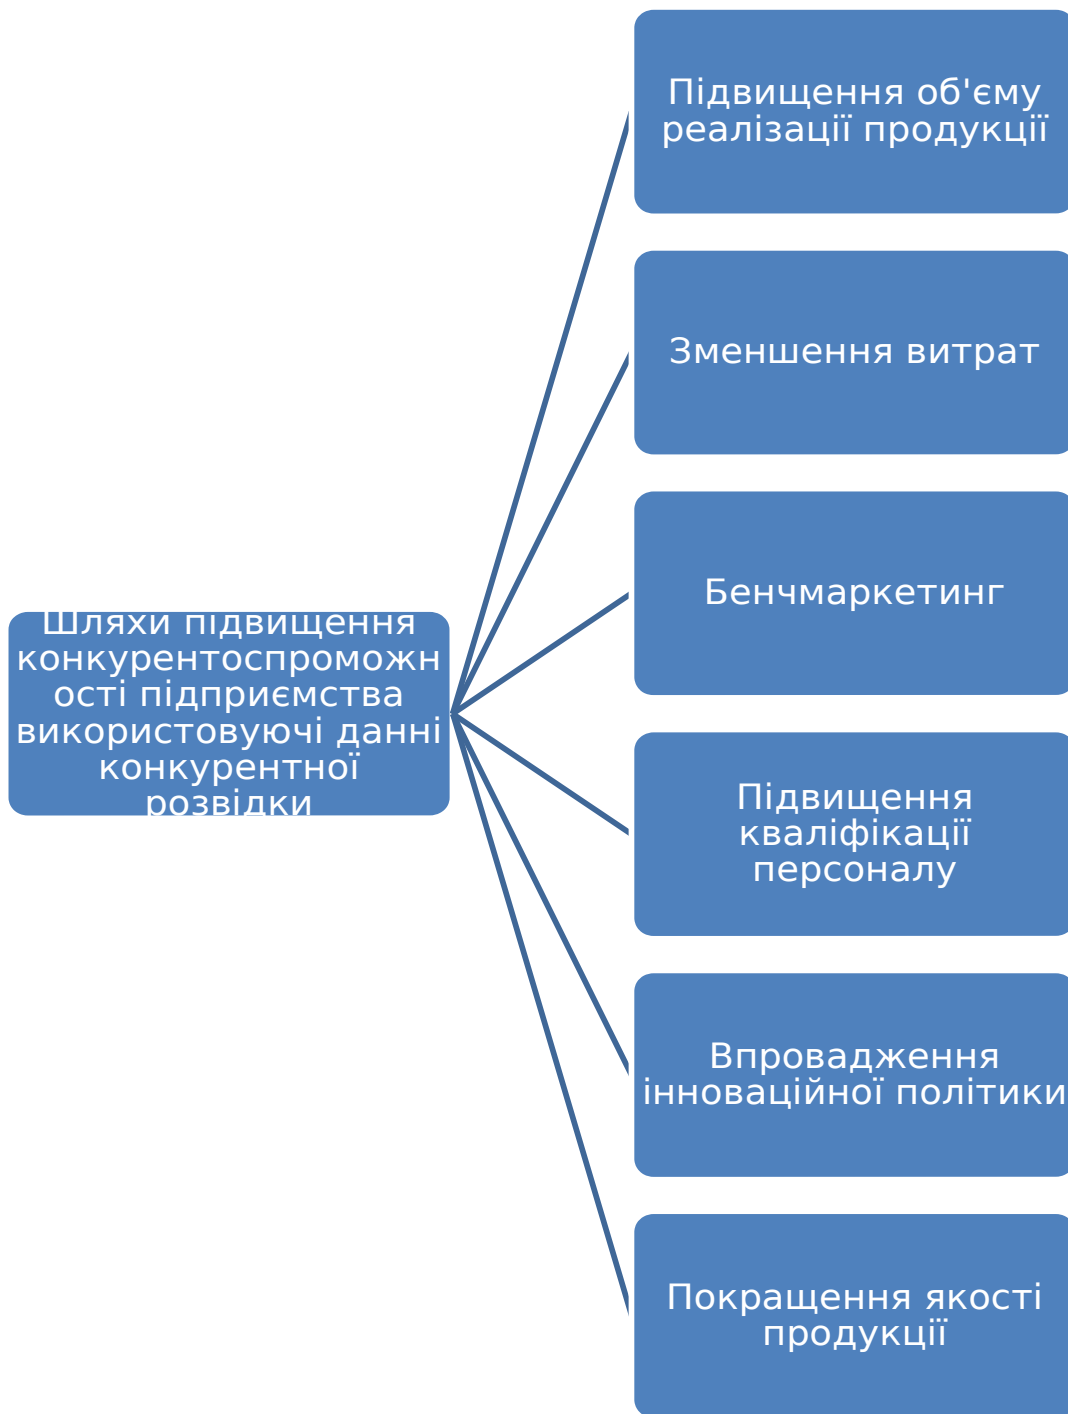 Підвищення об'єму
реалізації продукції
Зменшення витрат
Бенчмаркетинг
Шляхи підвищення
конкурентоспроможн
ості підприємства
використовуючі данні
конкурентної
розвідки
Підвищення
кваліфікації
персоналу
Впровадження
інноваційної політики
Покращення якості
продукції